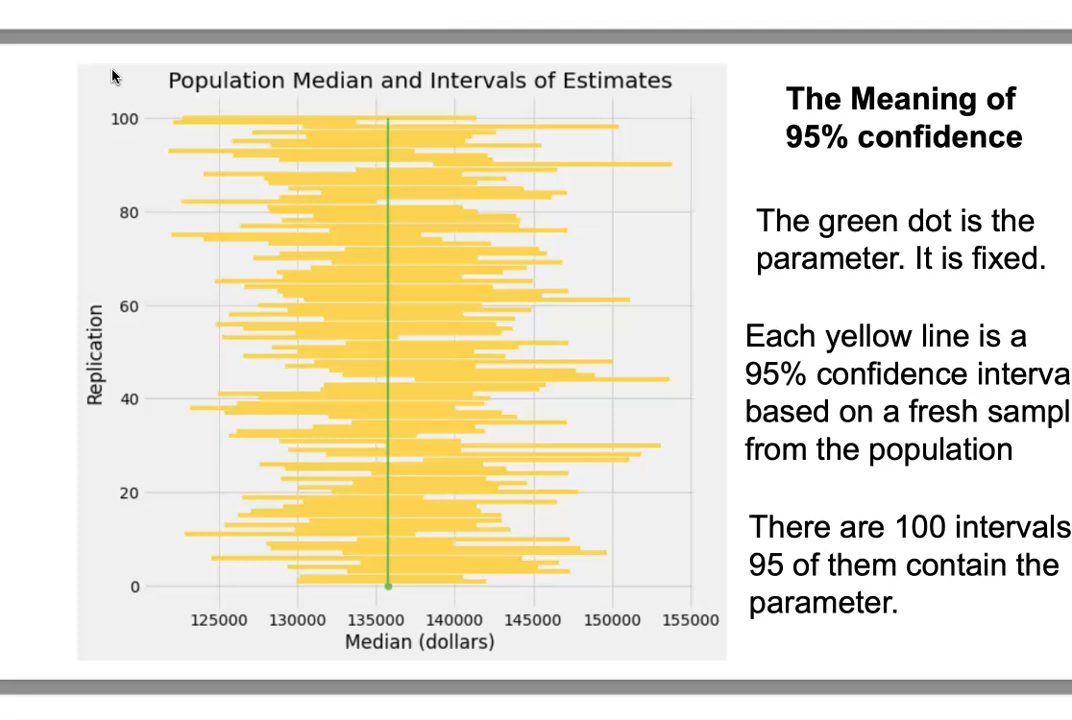 Population Median and Intervals of Estimates
100
80
60
40
20
0
Replication
125000 130000 135000 140000 145000 150000 155000
Median (dollars)
The Meaning of
95% confidence
The green dot is the
parameter. It is fixed.
Each yellow line is a
95% confidence interva
based on a fresh sampl
from the population
There are 100 intervals
95 of them contain the
parameter.